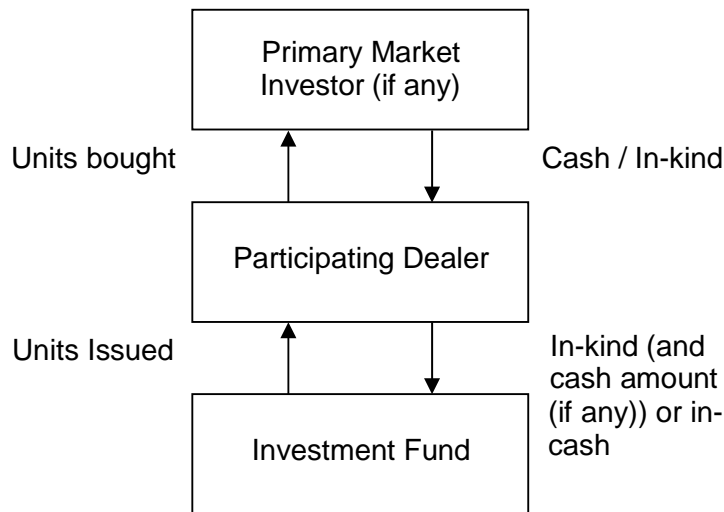 Primary Market
Investor (if any)
Units bought
Cash / In-kind
Participating Dealer
Units Issued
In-kind (and
cash amount
(if any)) or in-
cash
Investment Fund